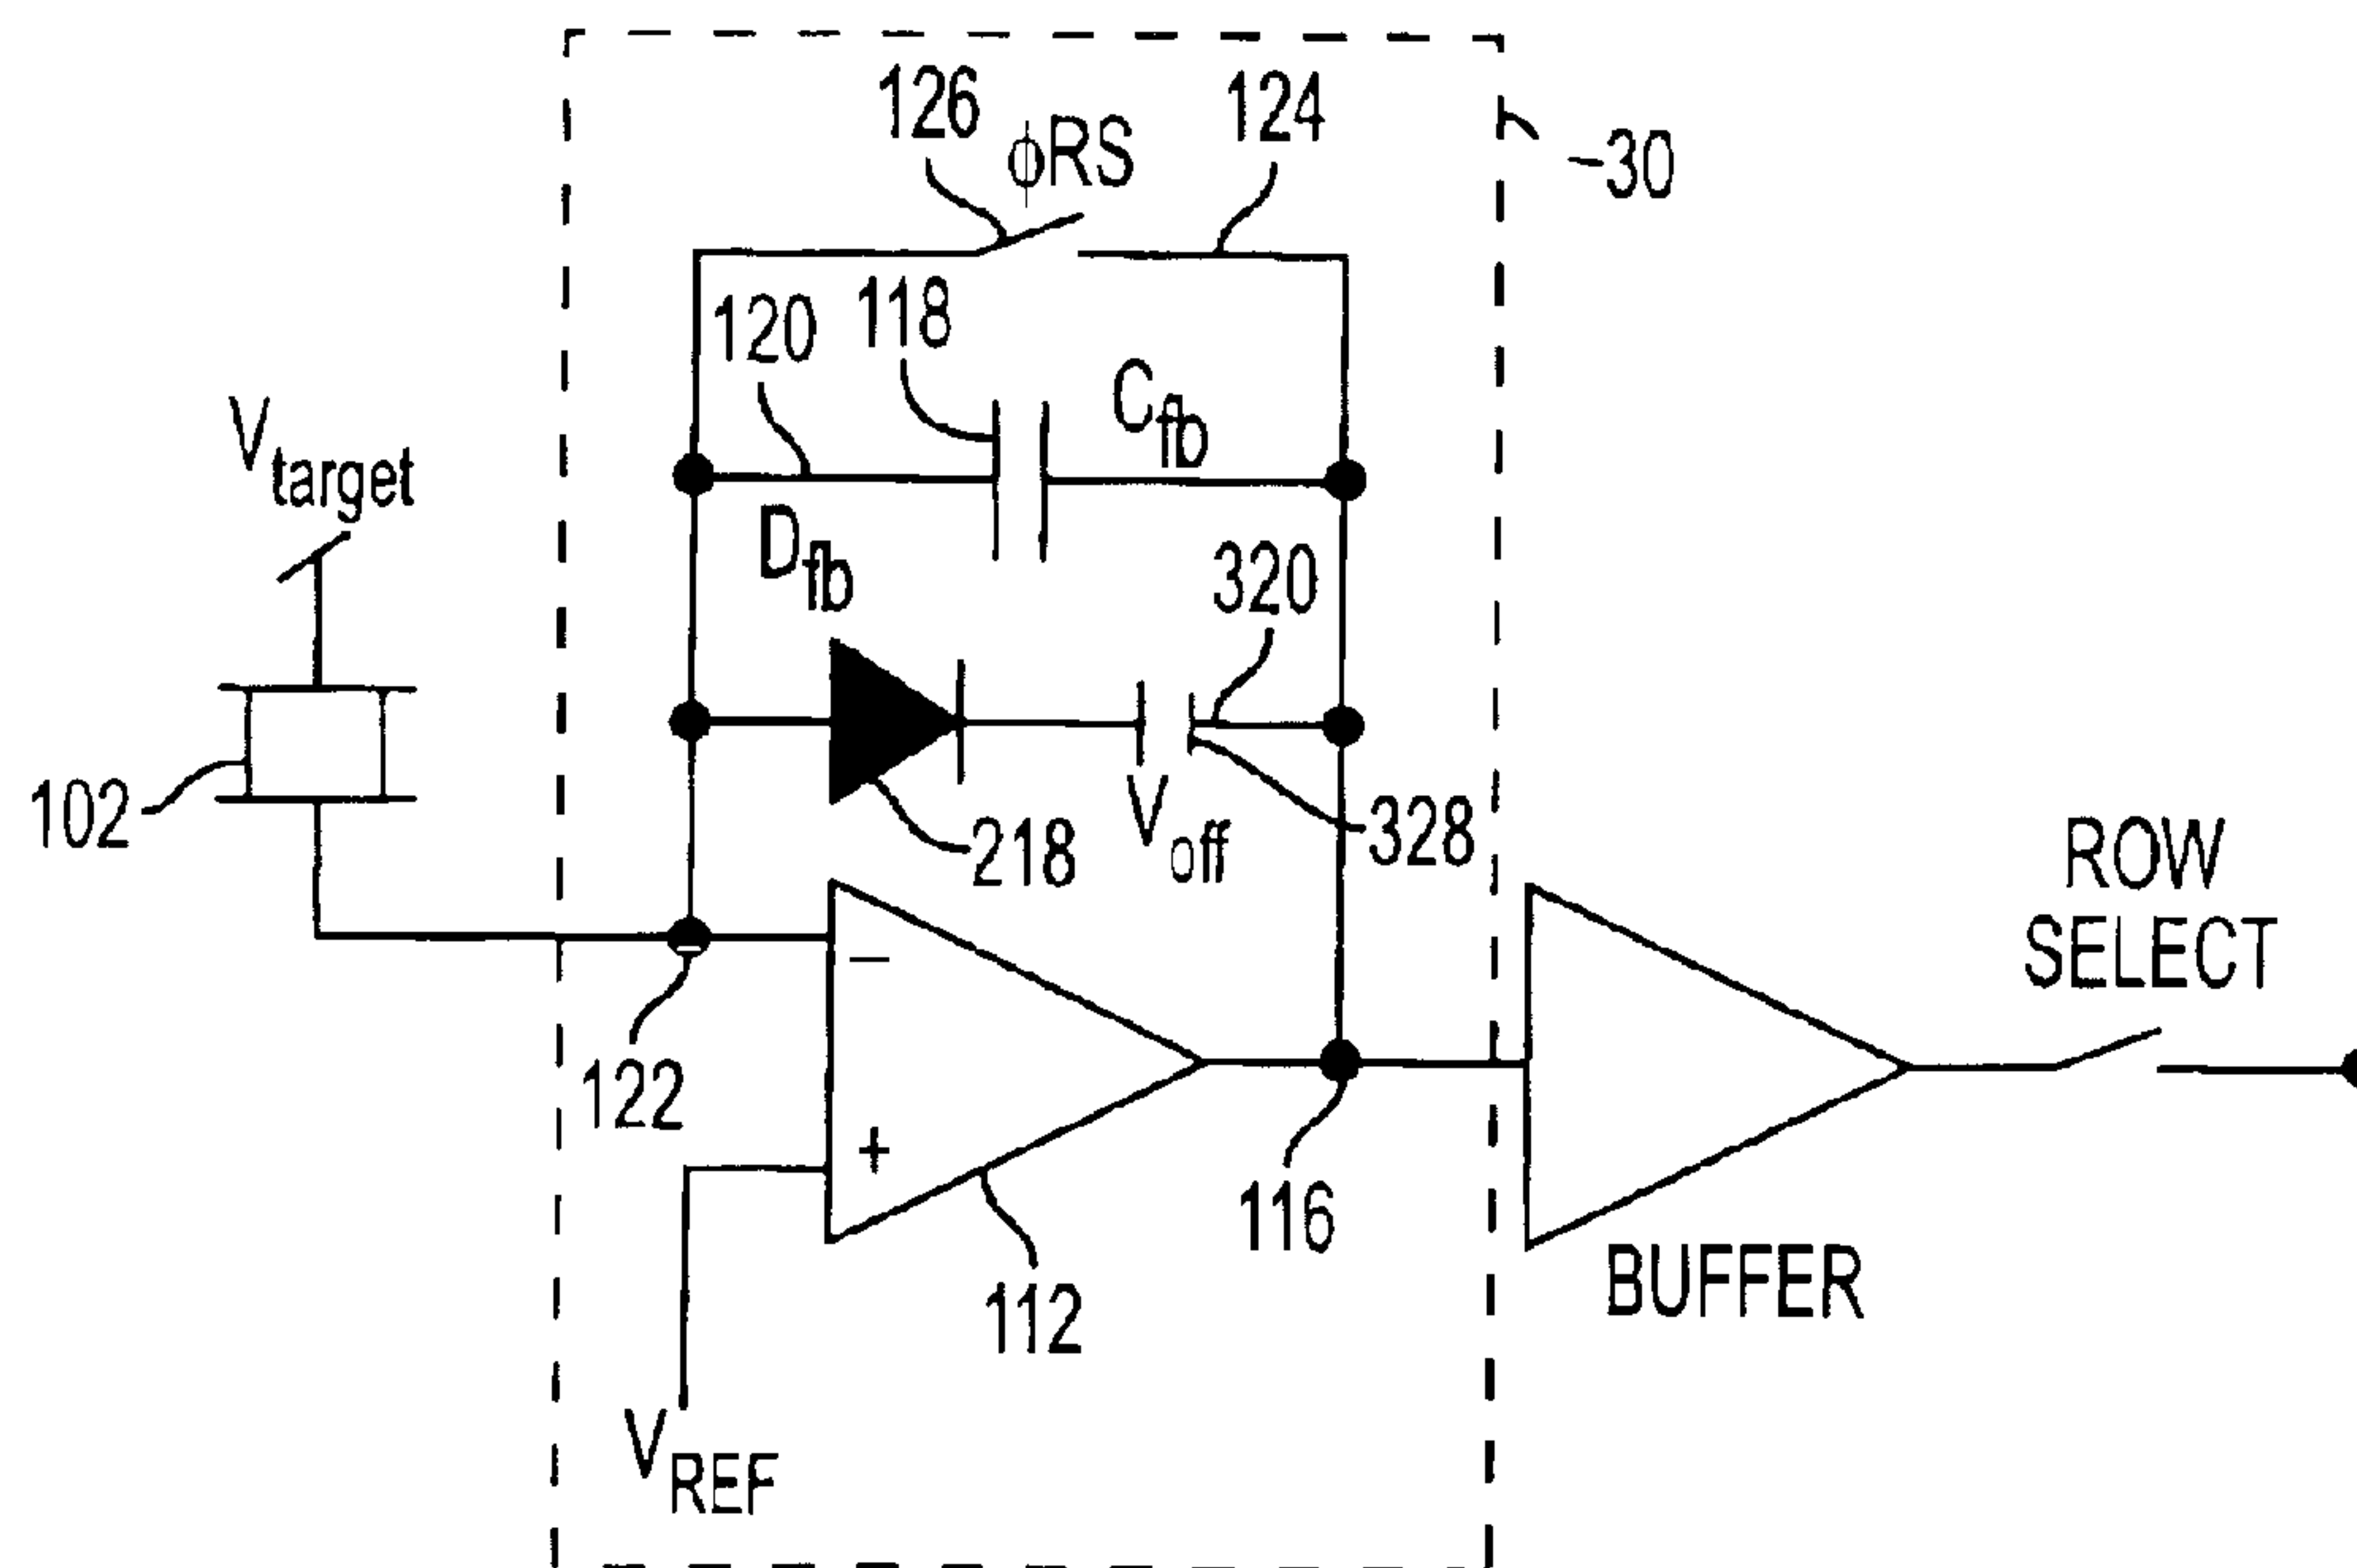 126
124
ϕRS
-30
118
120
Cfb
Vtarget
Dfb
320
102
218
Voff
328
ROW
SELECT
−
122
+
116
112
BUFFER
VREF